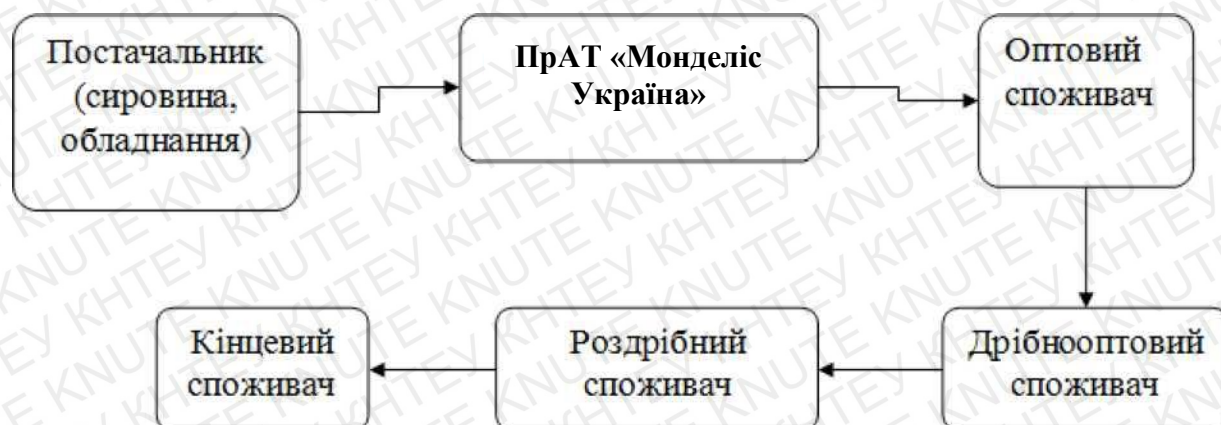 Постачальник
(сировина,
обладнання)
ПрАТ «Монделіс
Україна»
Оптовий
споживач
Дрібнооптовий
споживач
Роздрібний
споживач
Кінцевий
споживач